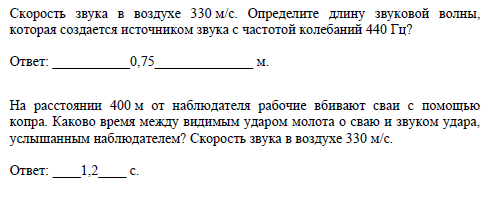 Скорость звука в воздухе 330 м/с. Определите длину звуковой волны,
которая создается источником звука с частотой колебаний 440 Гц?
Ответ: ___________0,75______________ м.
На расстоянии 400 м от наблюдателя рабочие вбивают сваи с помощью
копра. Каково время между видимым ударом молота о сваю и звуком удара,
услышанным наблюдателем? Скорость звука в воздухе 330 м/с.
Ответ: ____1,2____ с.